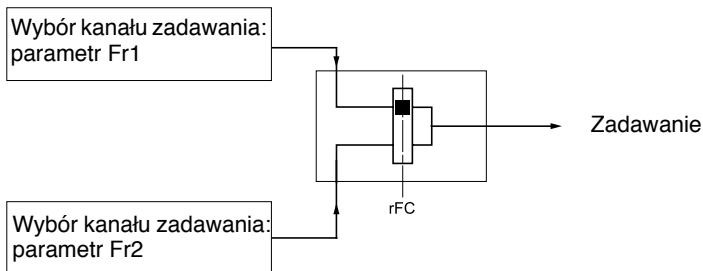 Wybór kanału zadawania:
parametr Fr1
Zadawanie
rFC
Wybór kanału zadawania:
parametr Fr2